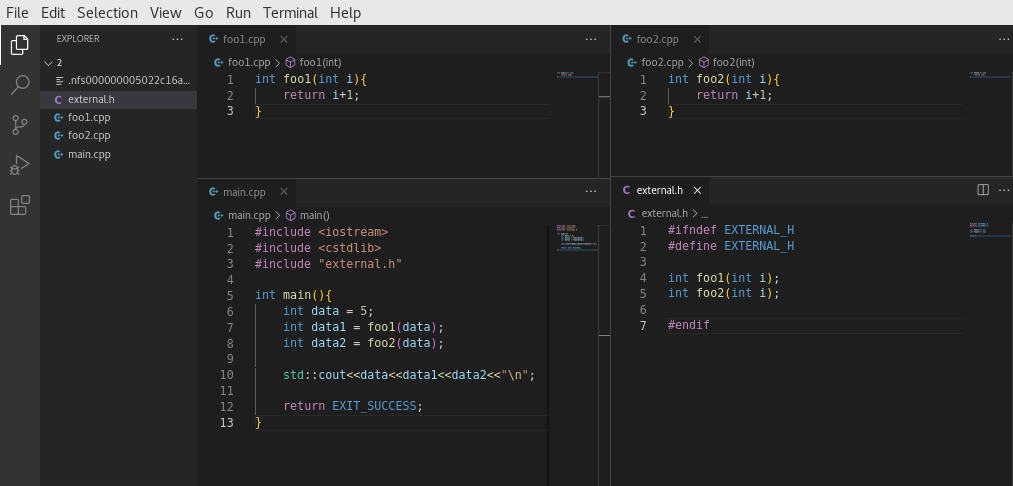 File Edit Selection View Go Run Terminal Help
EXPLORER ...
2
.nfs000000005022c16a...
external.h
foo1.cpp
foo2.cpp
main.cpp
foo1.cpp ...
foo1.cpp > foo1(int)
1 int foo1(int i){
2 return i+1;
3 }
foo2.cpp ...
foo2.cpp > foo2(int)
1 int foo2(int i){
2 return i+1;
3 }
main.cpp ...
main.cpp > main()
1 #include <iostream>
2 #include <cstdlib>
3 #include "external.h"
4
5 int main(){
6 int data = 5;
7 int data1 = foo1(data);
8 int data2 = foo2(data);
9
10 std::cout<<data<<data1<<data2<<"\n";
11
12 return EXIT_SUCCESS;
13 }
external.h ...
external.h > ...
1 #ifndef EXTERNAL_H
2 #define EXTERNAL_H
3
4 int foo1(int i);
5 int foo2(int i);
6
7 #endif